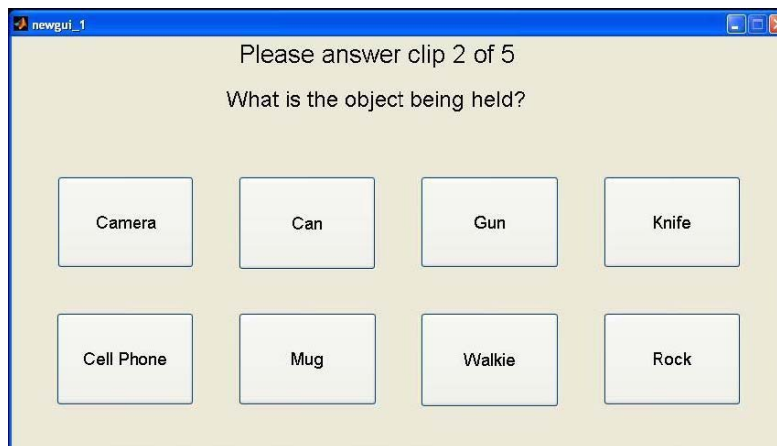 newgui_1
Please answer clip 2 of 5
What is the object being held?
Camera
Can
Gun
Knife
Cell Phone
Mug
Walkie
Rock